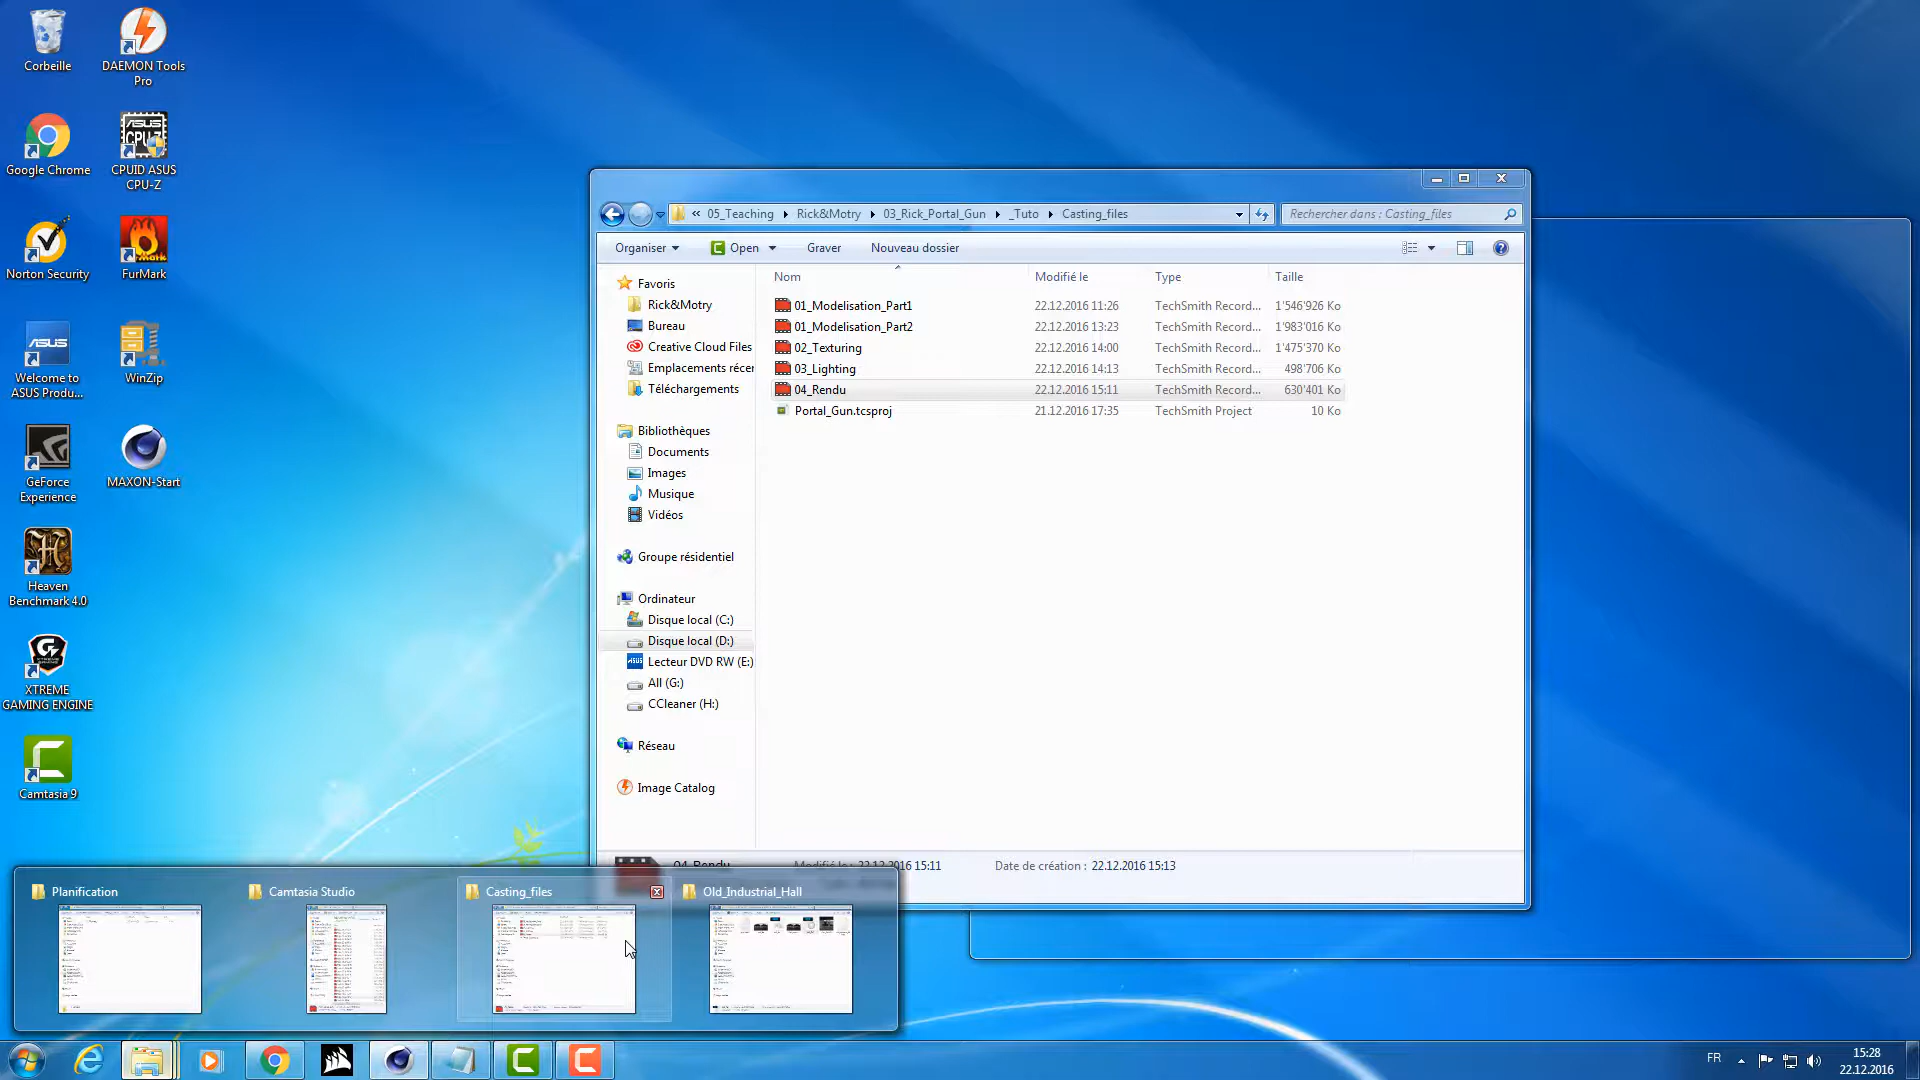 Corbeille
DAEMON Tools
Pro
Google Chrome
CPUID ASUS
CPU-Z
Norton Security
FurMark
Welcome to
ASUS Produ...
WinZip
GeForce
Experience
MAXON-Start
Heaven
Benchmark 4.0
XTREME
GAMING ENGINE
Camtasia 9
« 05_Teaching Rick&Motry 03_Rick_Portal_Gun _Tuto Casting_files
Rechercher dans : Casting_files
Organiser Open Graver Nouveau dossier
Nom Modifié le Type Taille
01_Modelisation_Part1 22.12.2016 11:26 TechSmith Record... 1'546'926 Ko
01_Modelisation_Part2 22.12.2016 13:23 TechSmith Record... 1'983'016 Ko
02_Texturing 22.12.2016 14:00 TechSmith Record... 1'475'370 Ko
03_Lighting 22.12.2016 14:13 TechSmith Record... 498'706 Ko
04_Rendu 22.12.2016 15:11 TechSmith Record... 630'401 Ko
Portal_Gun.tcsproj 21.12.2016 17:35 TechSmith Project 10 Ko
Favoris
Rick&Motry
Bureau
Creative Cloud Files
Emplacements récer
Téléchargements
Bibliothèques
Documents
Images
Musique
Vidéos
Groupe résidentiel
Ordinateur
Disque local (C:)
Disque local (D:)
Lecteur DVD RW (E:)
All (G:)
CCleaner (H:)
Réseau
Image Catalog
04_Rendu Modifié le : 22.12.2016 15:11 Date de création : 22.12.2016 15:13
Planification
Camtasia Studio
Casting_files
Old_Industrial_Hall
FR
15:28
22.12.2016